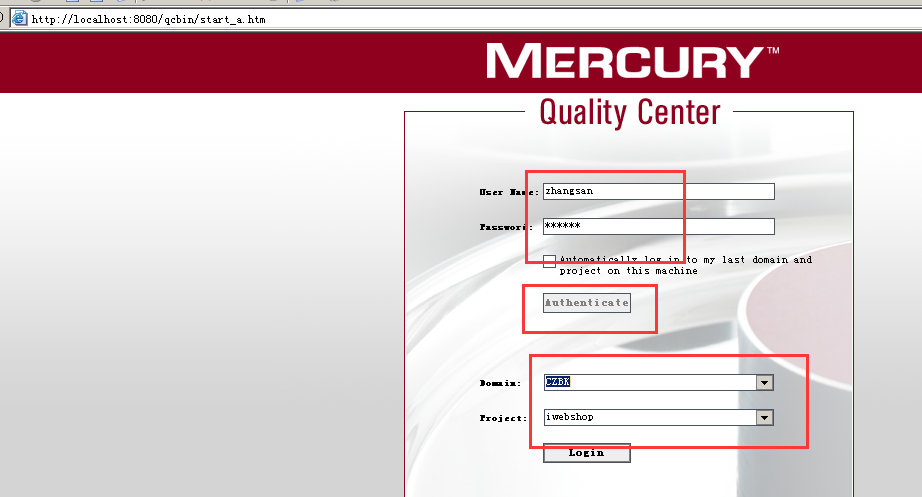 http://localhost:8080/qcbin/start_a.htm
MERCURY™
Quality Center
User Name: zhangsan
Password: ******
Automatically log in to my last domain and
project on this machine
Authenticate
Domain: CZBK
Project: iwebshop
Login